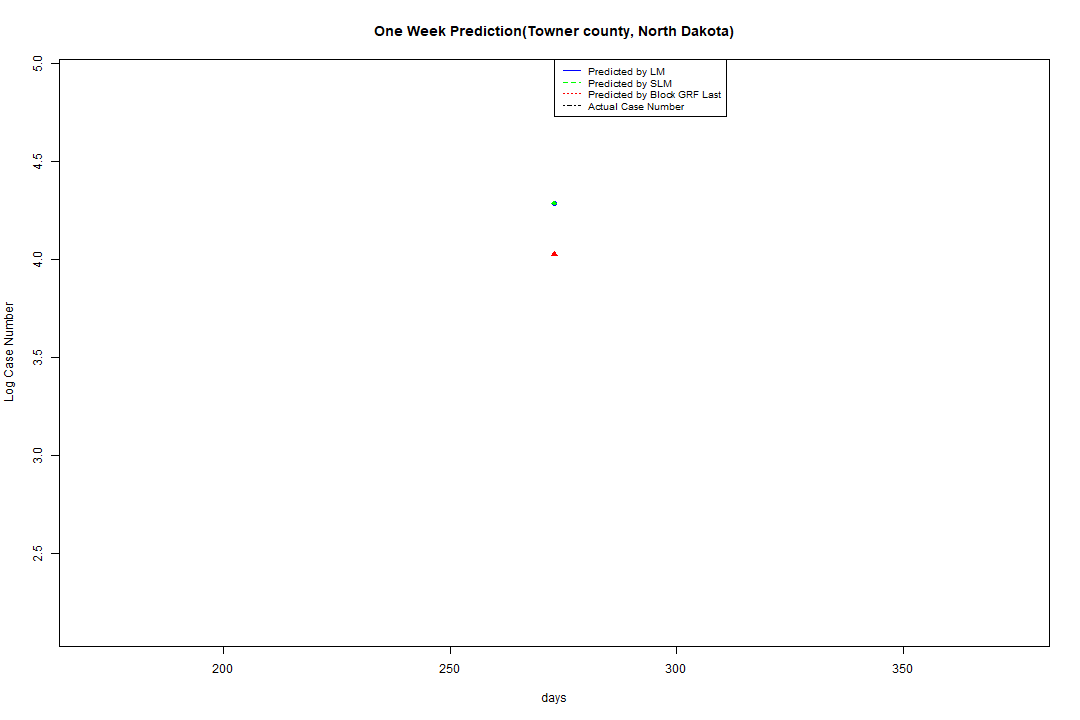 One Week Prediction(Towner county, North Dakota)
Predicted by LM
Predicted by SLM
Predicted by Block GRF Last
Actual Case Number
5.0
4.5
4.0
3.5
3.0
2.5
Log Case Number
200 250 300 350
days